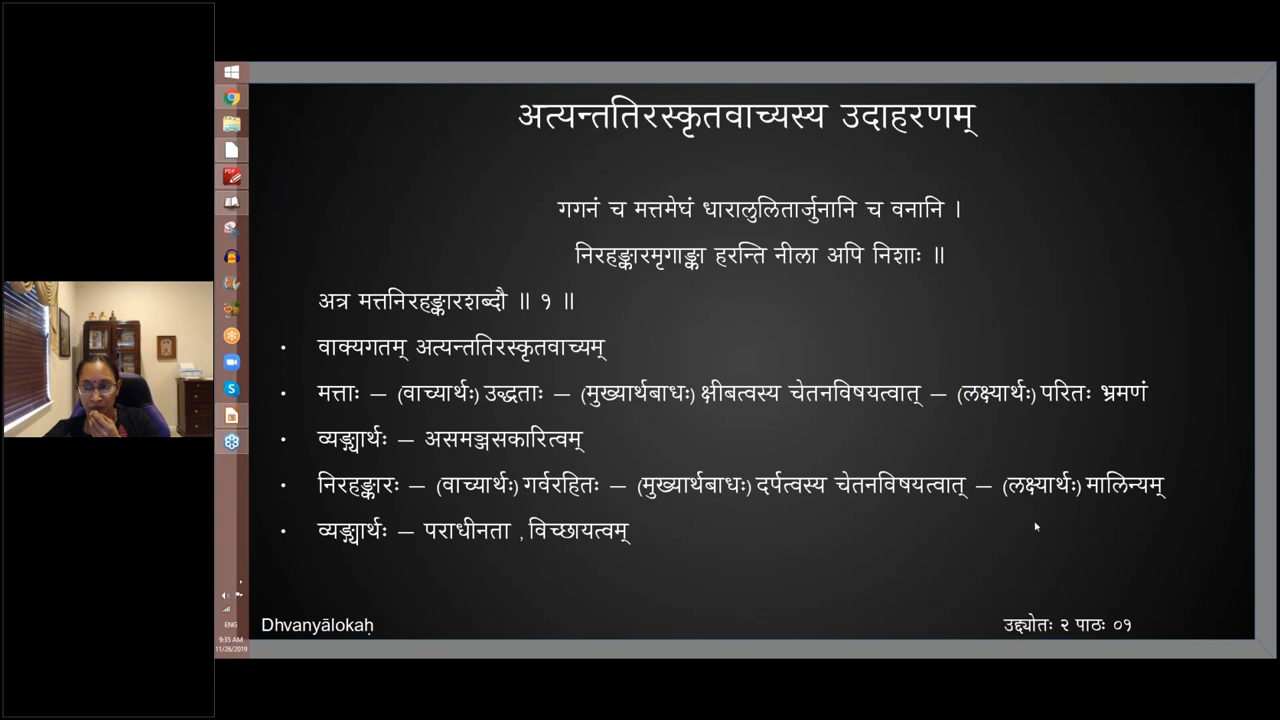 अत्यन्ततिरस्कृतवाच्यस्य उदाहरणम्
गगनं च मत्तमेघं धारालुलितार्जुनानि च वनानि ।
निरहङ्कारमृगाङ्का हरन्ति नीला अपि निशाः ॥
अत्र मत्तनिरहङ्कारशब्दौ ॥ १ ॥
• वाक्यगतम् अत्यन्ततिरस्कृतवाच्यम्
• मत्ताः – (वाच्यार्थः) उद्धताः – (मुख्यार्थबाधः) क्षीबत्वस्य चेतनविषयत्वात् – (लक्ष्यार्थः) परितः भ्रमणं
• व्यङ्ग्यार्थः – असमञ्जसकारित्वम्
• निरहङ्कारः – (वाच्यार्थः) गर्वरहितः – (मुख्यार्थबाधः) दर्पत्वस्य चेतनविषयत्वात् – (लक्ष्यार्थः) मालिन्यम्
• व्यङ्ग्यार्थः – पराधीनता , विच्छायत्वम्
Dhvanyālokaḥ
उद्द्योतः २ पाठः ०१
PDF
ENG
9:35 AM
11/26/2019